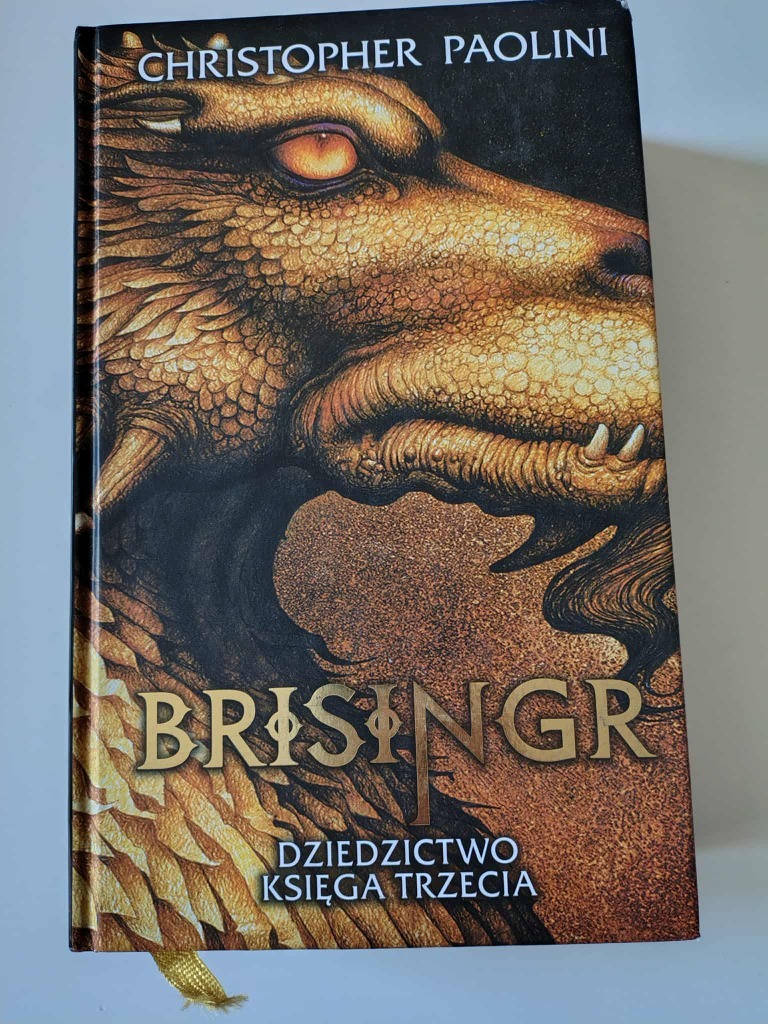 CHRISTOPHER PAOLINI
BRISINGR
DZIEDZICTWO
KSIĘGA TRZECIA